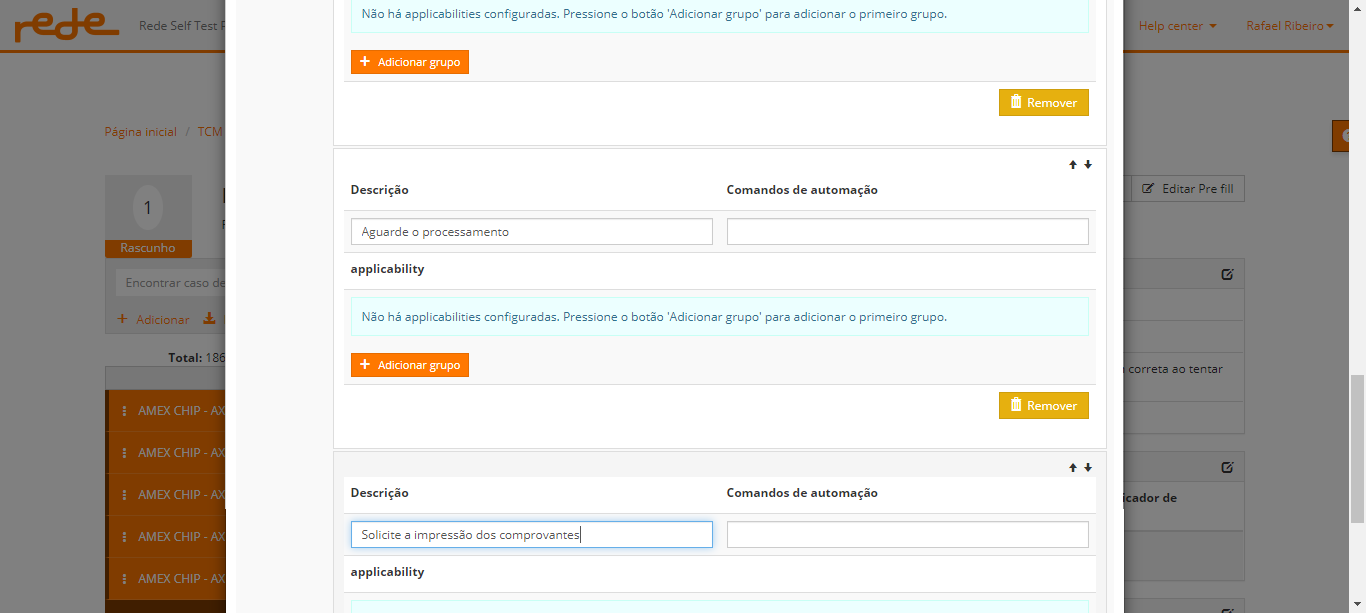 rede
Rede Self Test
Help center
Rafael Ribeiro
Não há applicabilities configuradas. Pressione o botão 'Adicionar grupo' para adicionar o primeiro grupo.
+ Adicionar grupo
Remover
Página inicial / TCM
1
Rascunho
Editar Pre fill
Descrição
Comandos de automação
Aguarde o processamento
applicability
Encontrar caso de
Não há applicabilities configuradas. Pressione o botão 'Adicionar grupo' para adicionar o primeiro grupo.
+ Adicionar
Total: 186
+ Adicionar grupo
correta ao tentar
Remover
AMEX CHIP - AX
AMEX CHIP - AX
AMEX CHIP - AX
AMEX CHIP - AX
AMEX CHIP - AX
Descrição
Comandos de automação
icador de
Solicite a impressão dos comprovantes
applicability